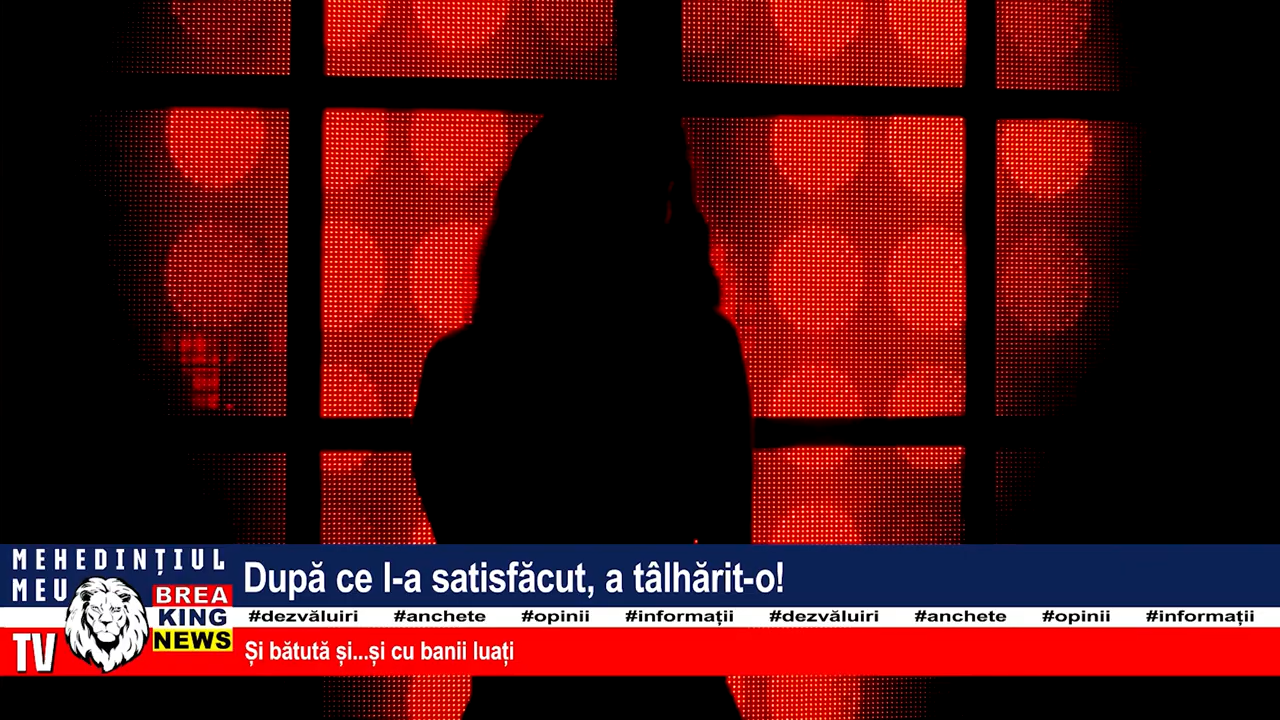 MEHEDINȚIUL
MEU
TV
BREA
KING
NEWS
După ce l-a satisfăcut, a tâlhărit-o!
#dezvăluiri #anchete #opinii #informații #dezvăluiri #anchete #opinii #informații
Și bătută și...și cu banii luați